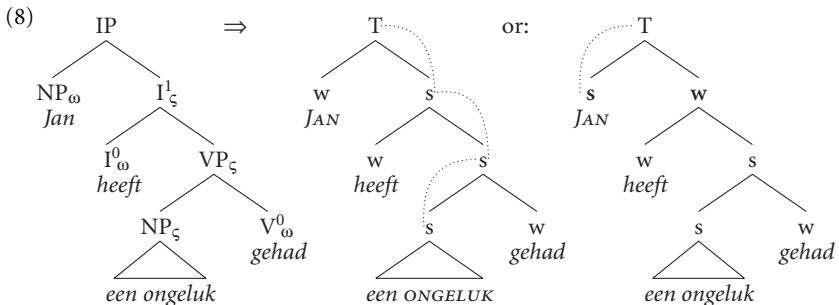 (8) IP ⇒ T or: T
NPω I¹ς w s s w
Jan JAN JAN
I⁰ω VPς w s w s
heeft heeft heeft
NPς V⁰ω s w s w
gehad gehad gehad
een ongeluk een ONGELUK een ongeluk